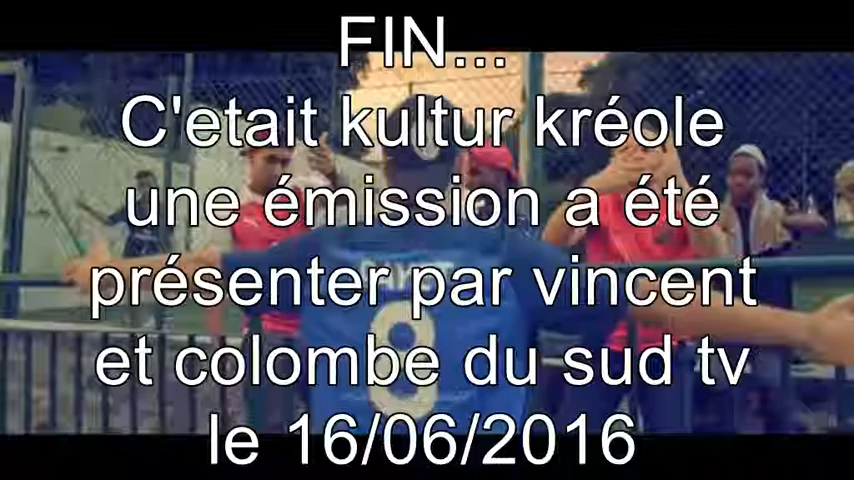 FIN...
C'etait kultur kréole
une émission a été
présenter par vincent
et colombe du sud tv
le 16/06/2016
8